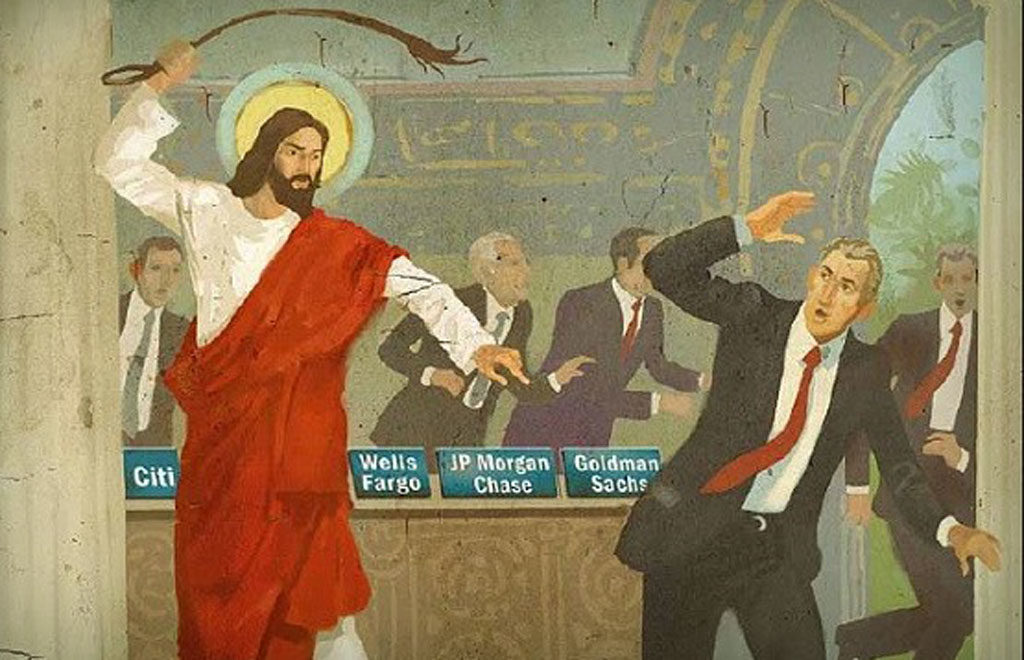 Citi
Wells
Fargo
JP Morgan
Chase
Goldman
Sachs